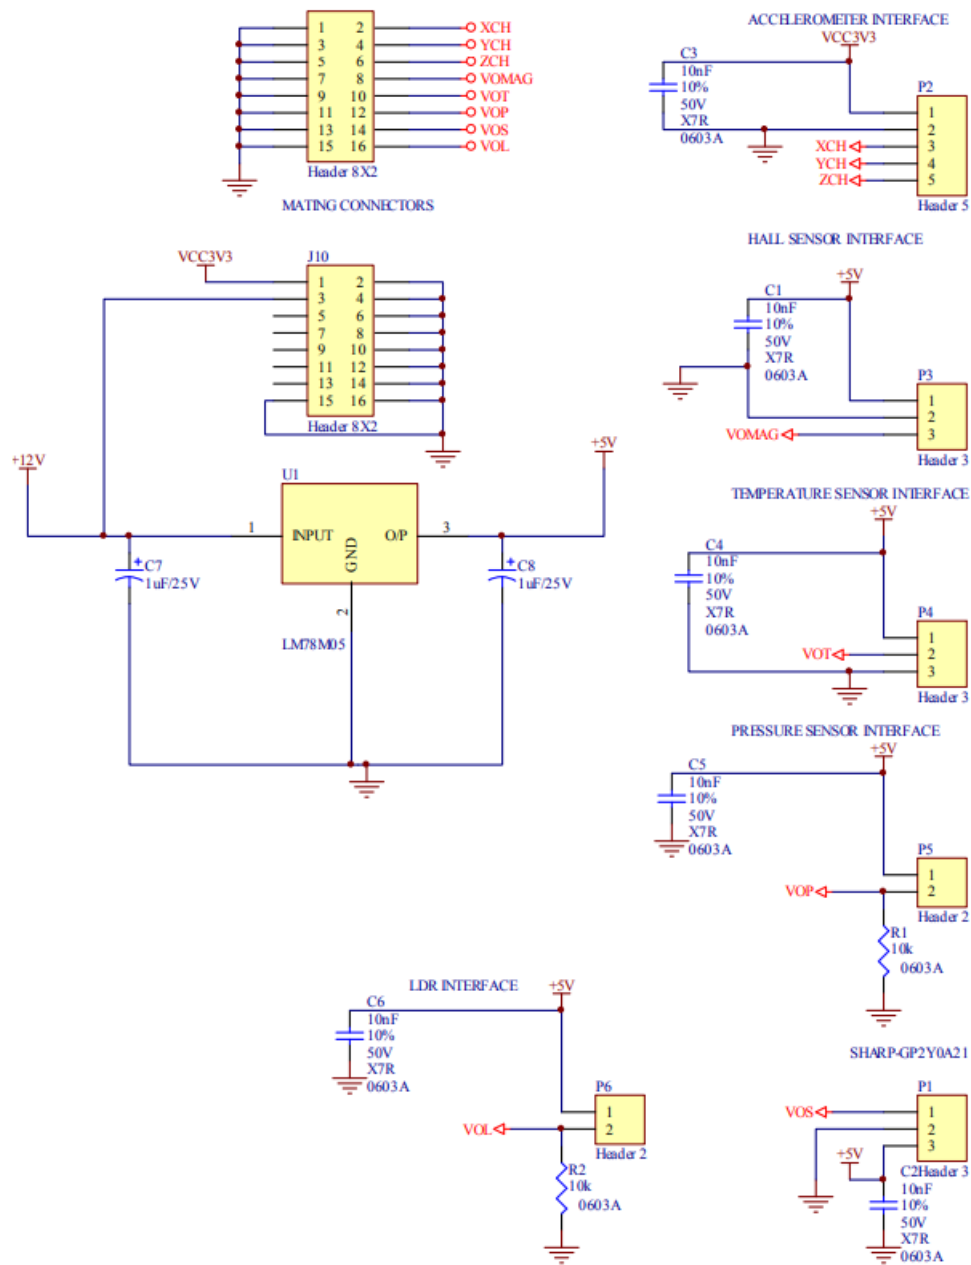 1 2 XCH
3 4 YCH
5 6 ZCH
7 8 VOMAG
9 10 VOT
11 12 VOP
13 14 VOS
15 16 VOL
Header 8X2
MATING CONNECTORS
VCC3V3
J10
1 2
3 4
5 6
7 8
9 10
11 12
13 14
15 16
Header 8X2
+12V
+5V
U1
1 INPUT O/P 3
GND
2
LM78M05
C7
1uF/25V
C8
1uF/25V
ACCELEROMETER INTERFACE
VCC3V3
C3
10nF
10%
50V
X7R
0603A
P2
1
2
XCH 3
YCH 4
ZCH 5
Header 5
HALL SENSOR INTERFACE
+5V
C1
10nF
10%
50V
X7R
0603A
P3
1
2
VOMAG 3
Header 3
TEMPERATURE SENSOR INTERFACE
+5V
C4
10nF
10%
50V
X7R
0603A
P4
1
VOT 2
3
Header 3
PRESSURE SENSOR INTERFACE
+5V
C5
10nF
10%
50V
X7R
0603A
P5
1
VOP 2
Header 2
R1
10k
0603A
LDR INTERFACE
+5V
C6
10nF
10%
50V
X7R
0603A
P6
1
VOL 2
Header 2
R2
10k
0603A
SHARP-GP2Y0A21
P1
VOS 1
2
3
+5V
C2Header 3
10nF
10%
50V
X7R
0603A